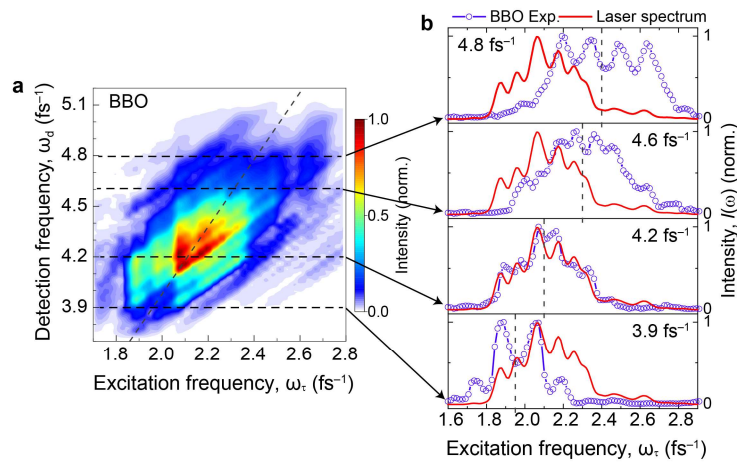 b
BBO Exp.
Laser spectrum
a
BBO
4.8 fs⁻¹
4.6 fs⁻¹
4.2 fs⁻¹
3.9 fs⁻¹
Detection frequency, ω_d (fs⁻¹)
5.1
4.8
4.5
4.2
3.9
1.8 2.0 2.2 2.4 2.6 2.8
Excitation frequency, ω_τ (fs⁻¹)
1.0
0.5
0.0
Intensity (norm.)
1
0
1
0
1
0
1
0
Intensity, I(ω) (norm.)
1.6 1.8 2.0 2.2 2.4 2.6 2.8
Excitation frequency, ω_τ (fs⁻¹)